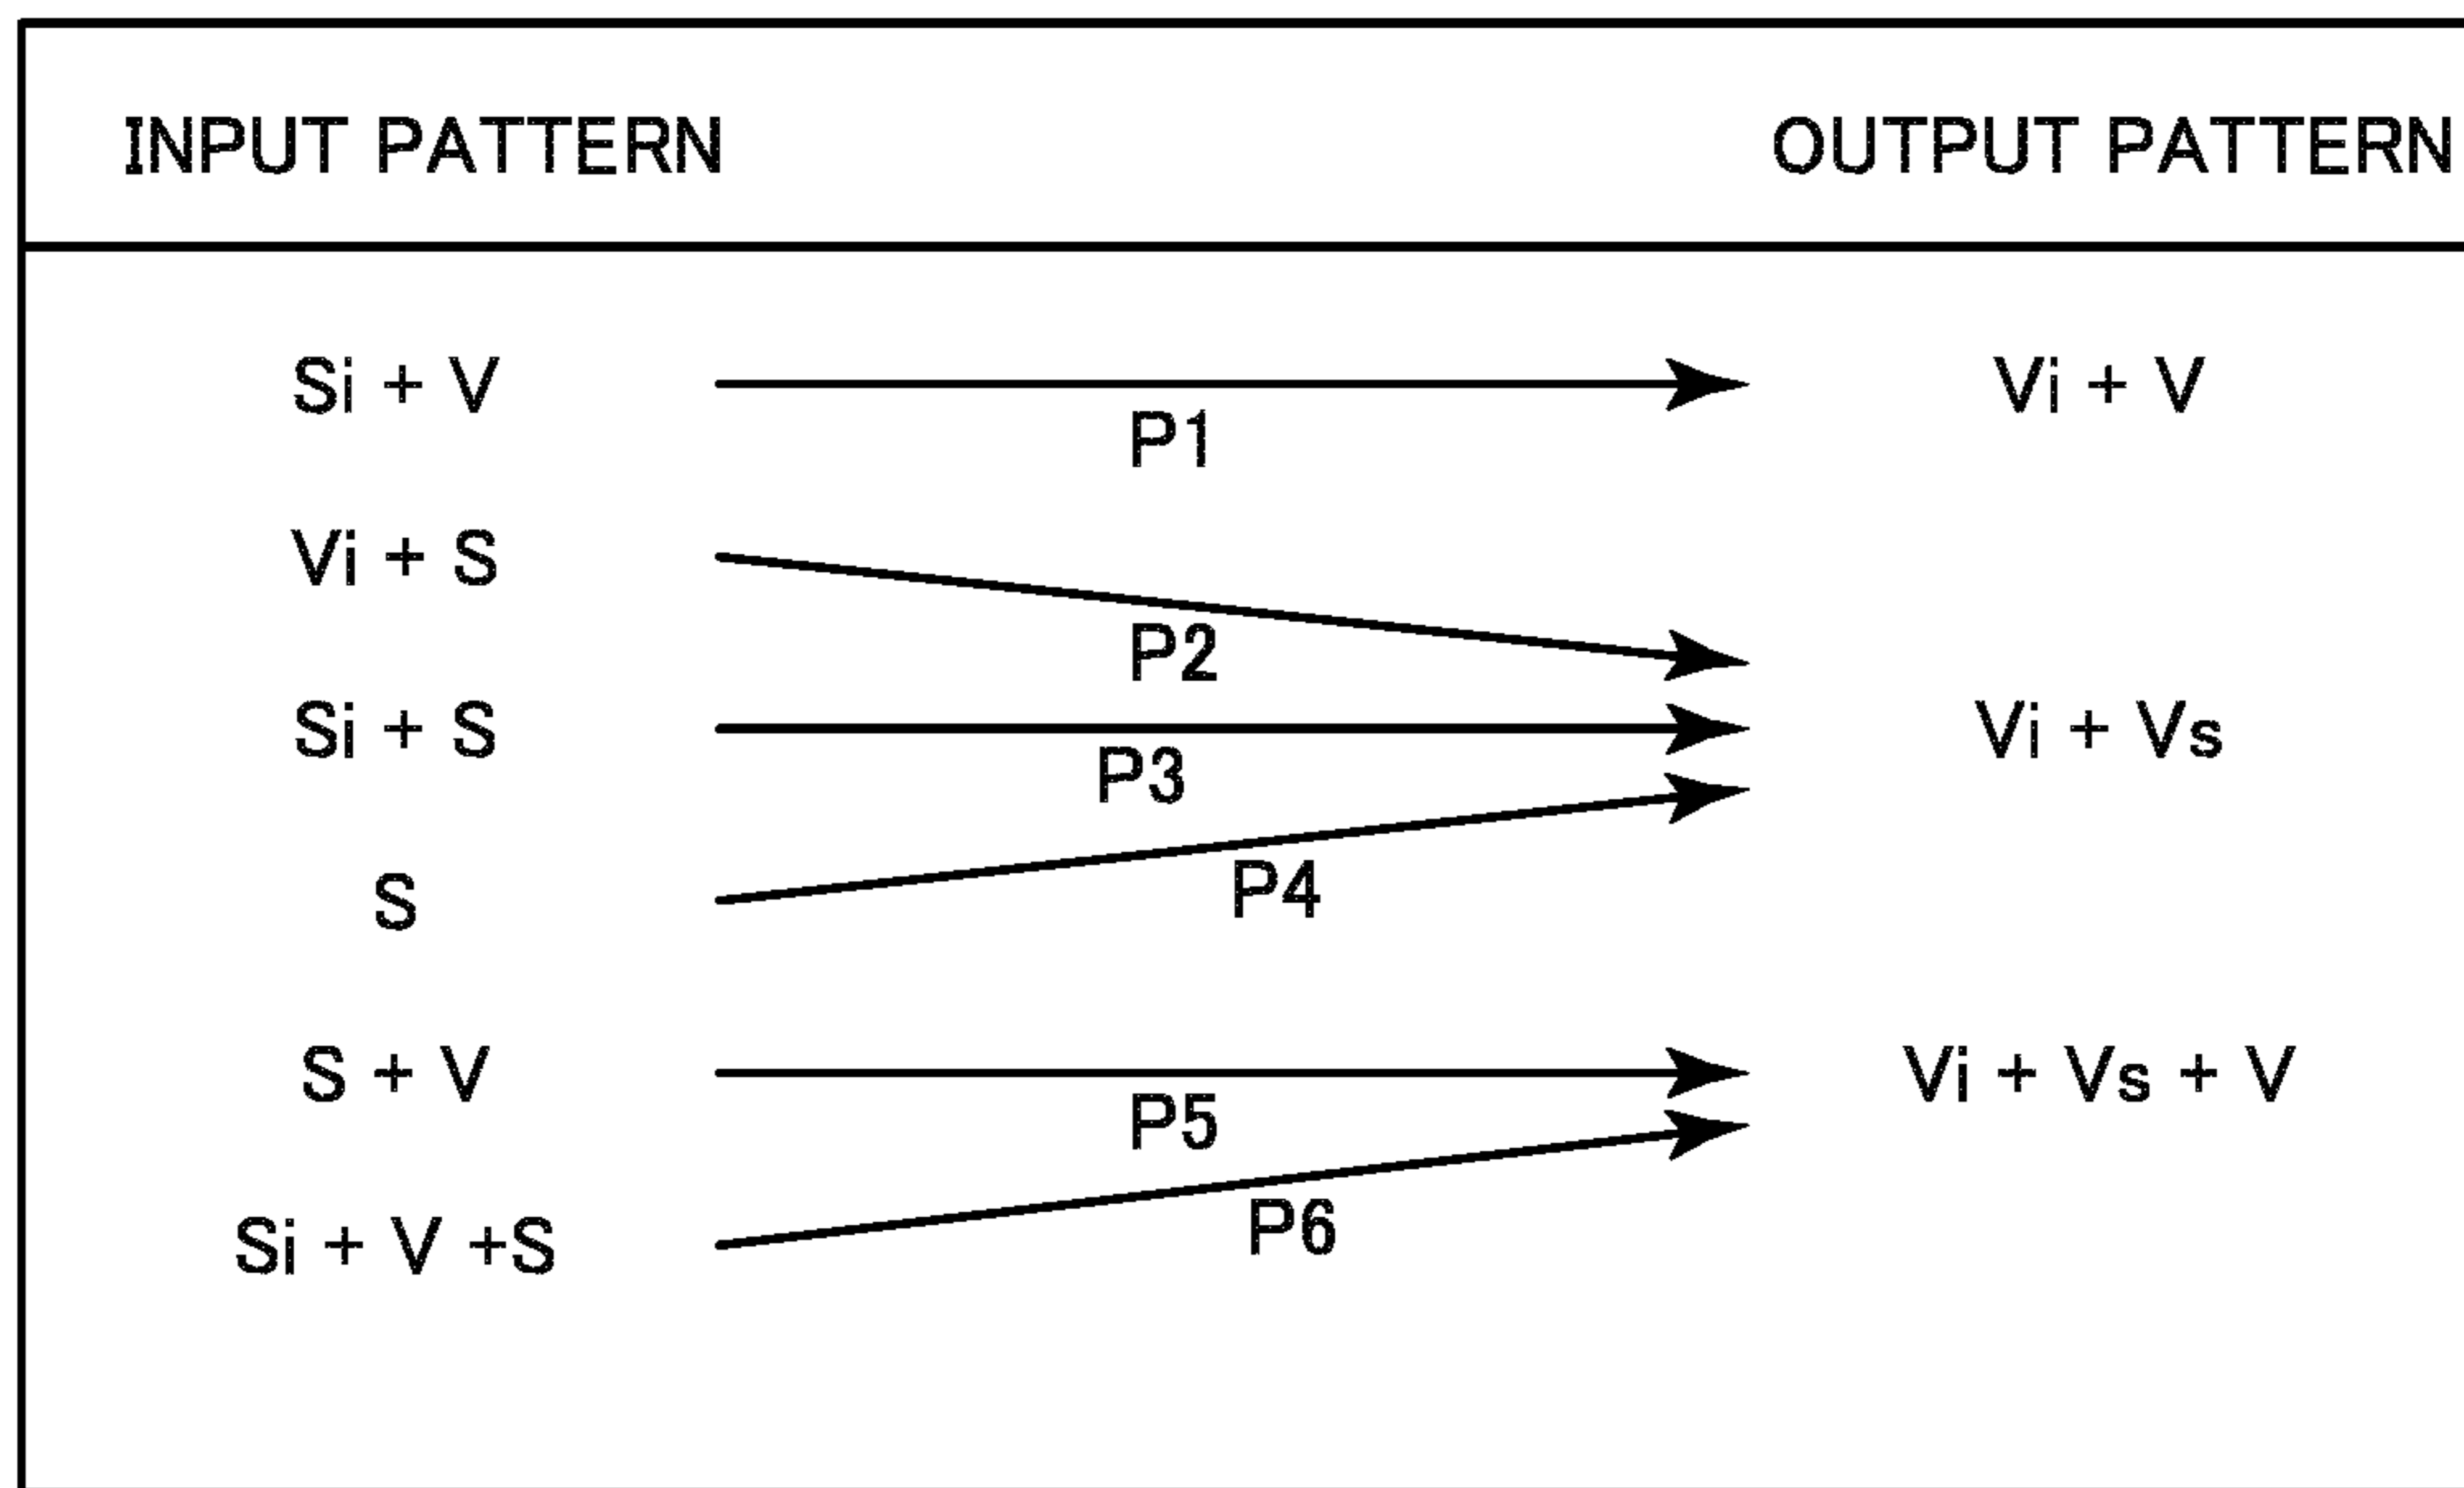 INPUT PATTERN OUTPUT PATTERN
Si + V P1 Vi + V
Vi + S P2
Si + S P3 Vi + Vs
S P4
S + V P5 Vi + Vs + V
Si + V +S P6